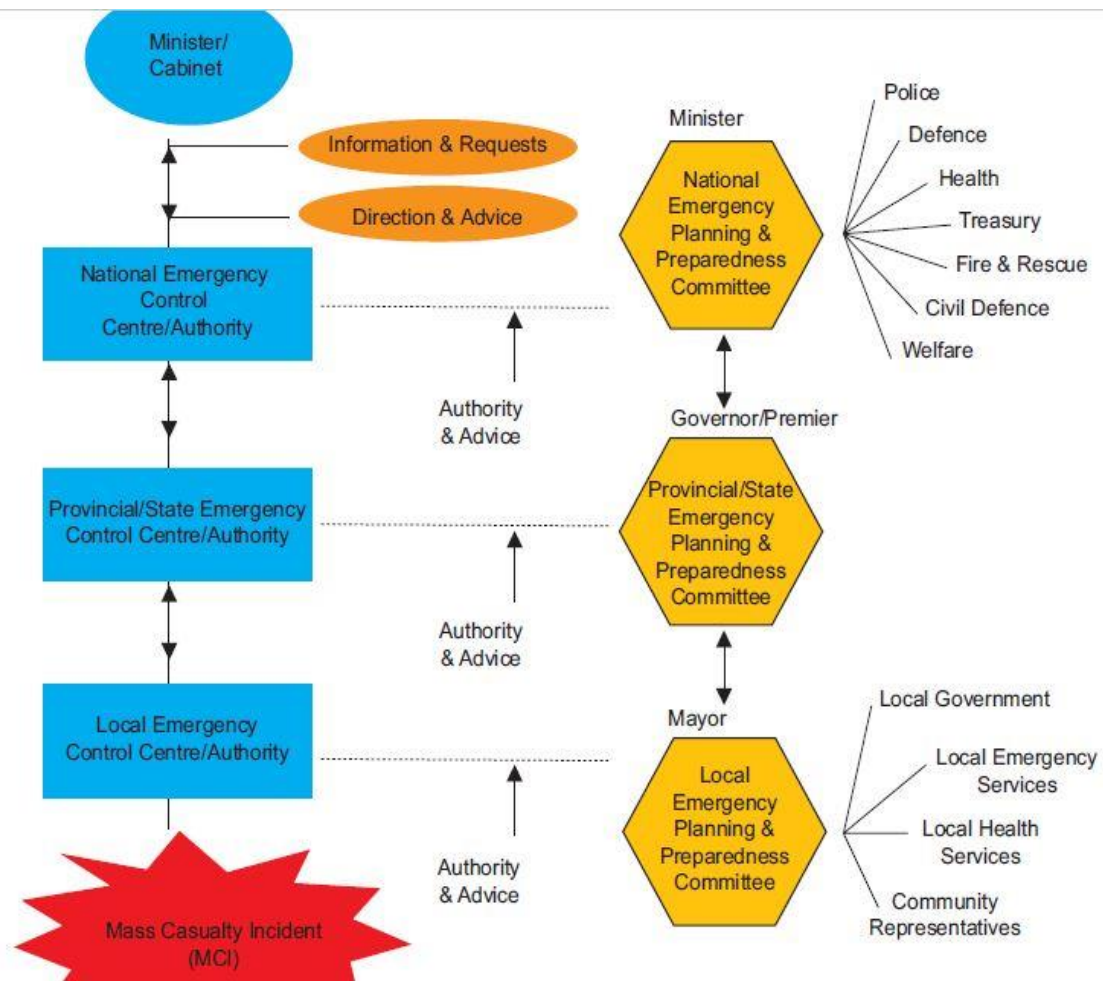 Minister/
Cabinet
Information & Requests
Direction & Advice
National Emergency
Control
Centre/Authority
Provincial/State Emergency
Control Centre/Authority
Local Emergency
Control Centre/Authority
Mass Casualty Incident
(MCI)
Authority
& Advice
Authority
& Advice
Authority
& Advice
Minister
National
Emergency
Planning &
Preparedness
Committee
Governor/Premier
Provincial/State
Emergency
Planning &
Preparedness
Committee
Mayor
Local
Emergency
Planning &
Preparedness
Committee
Police
Defence
Health
Treasury
Fire & Rescue
Civil Defence
Welfare
Local Government
Local Emergency
Services
Local Health
Services
Community
Representatives